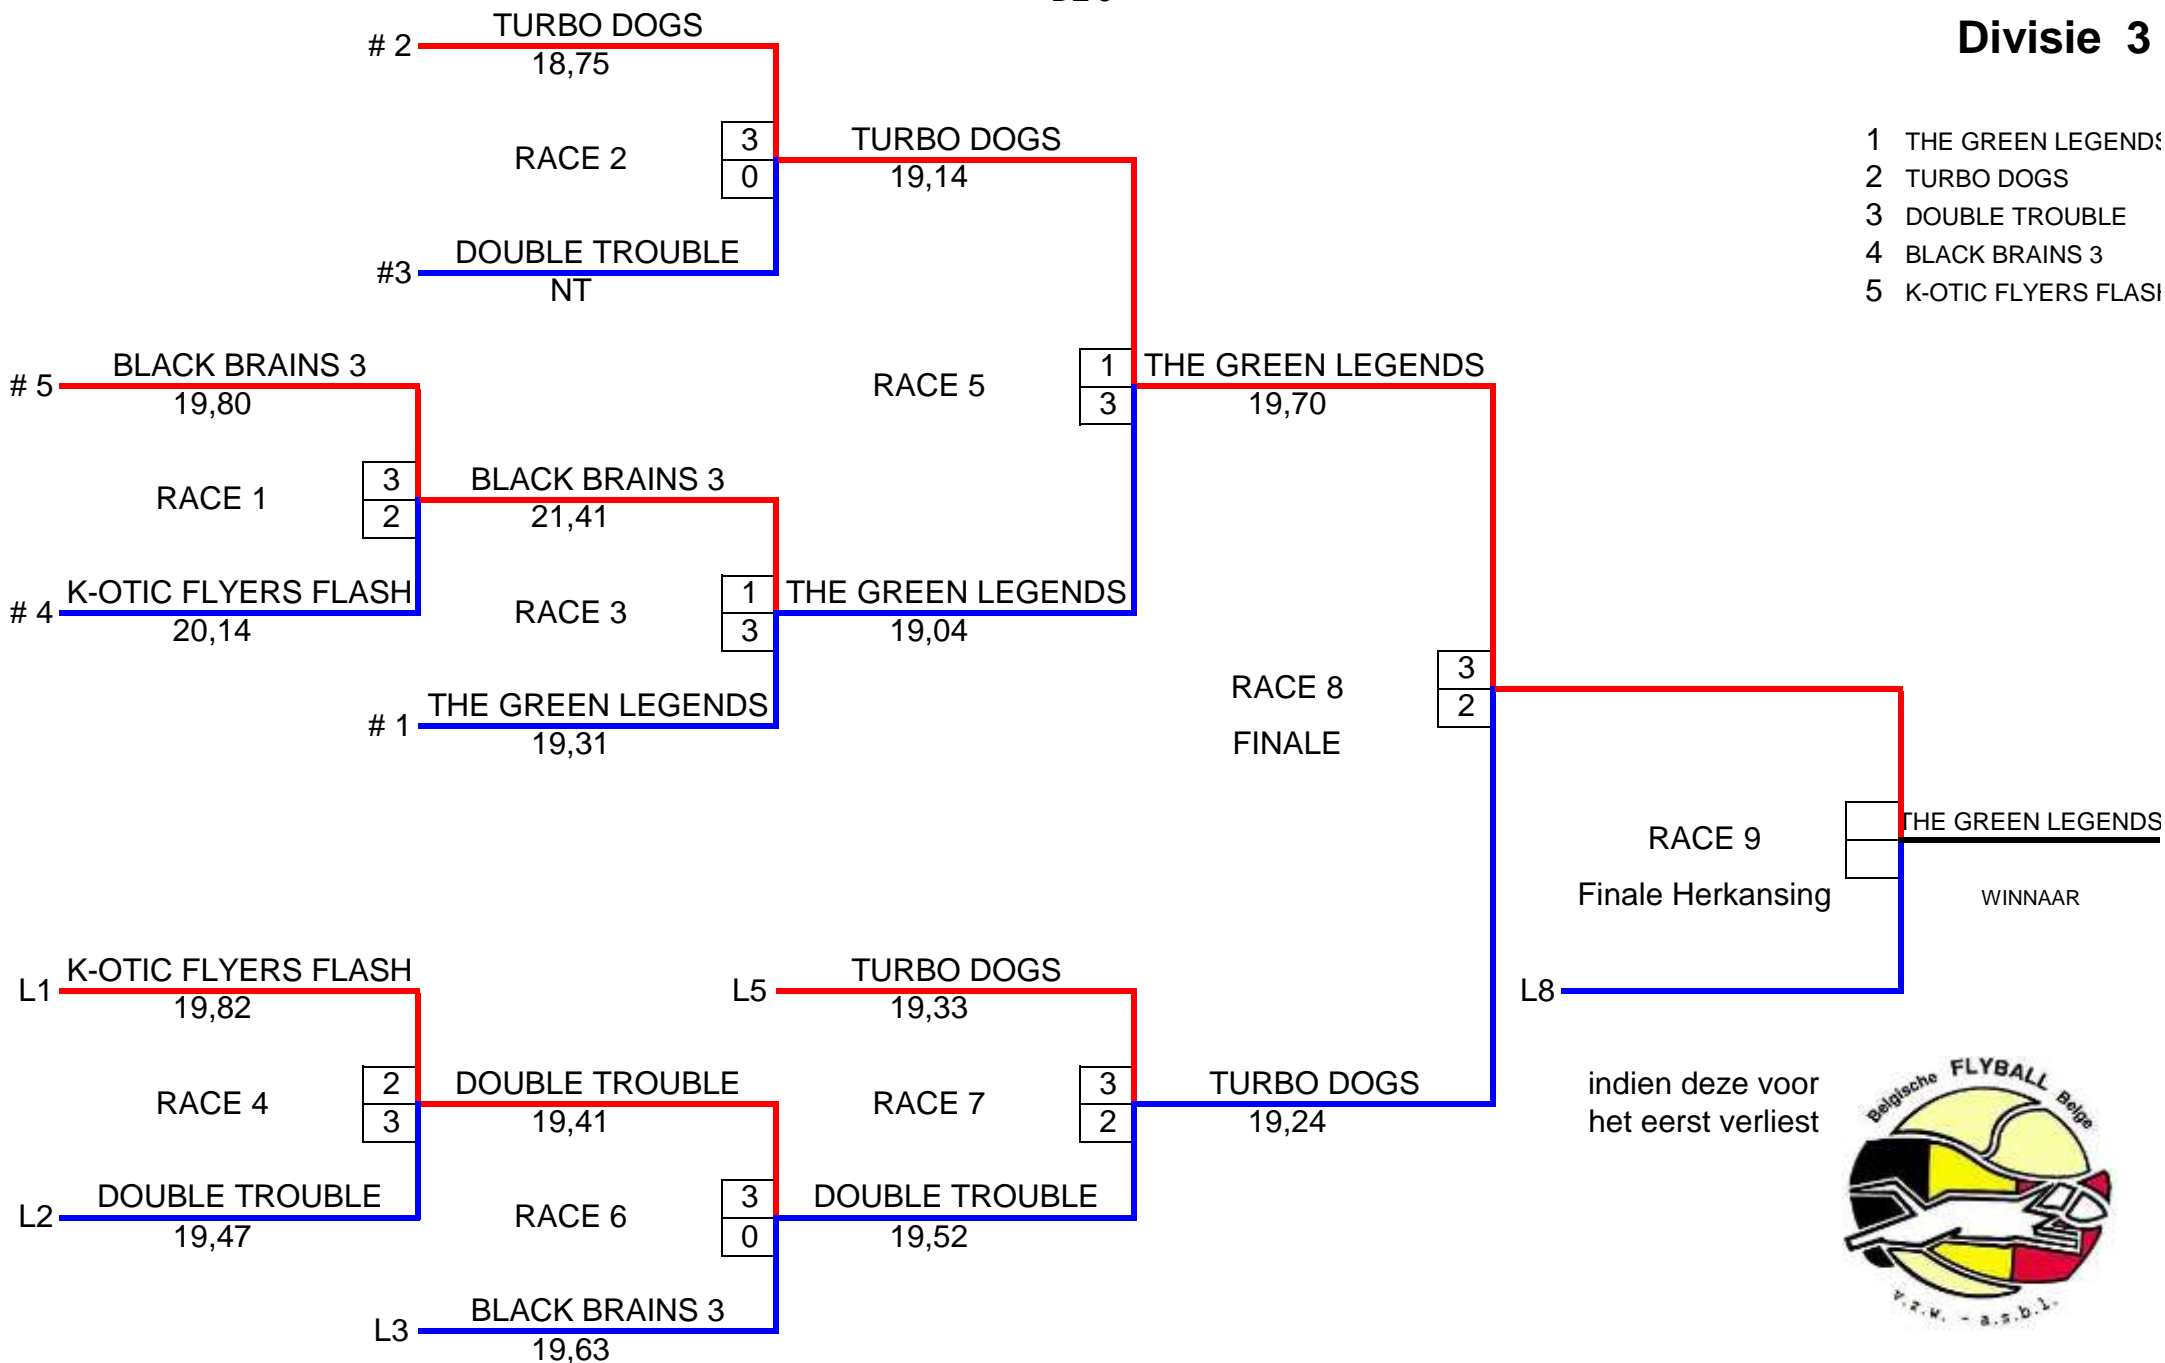 Divisie 3
1 THE GREEN LEGENDS
2 TURBO DOGS
3 DOUBLE TROUBLE
4 BLACK BRAINS 3
5 K-OTIC FLYERS FLASH
# 2 TURBO DOGS
18,75
RACE 2
3
0
#3 DOUBLE TROUBLE
NT
TURBO DOGS
19,14
# 5 BLACK BRAINS 3
19,80
RACE 1
3
2
# 4 K-OTIC FLYERS FLASH
20,14
BLACK BRAINS 3
21,41
RACE 3
1
3
# 1 THE GREEN LEGENDS
19,31
THE GREEN LEGENDS
19,04
RACE 5
1
3
THE GREEN LEGENDS
19,70
RACE 8
FINALE
3
2
RACE 9
Finale Herkansing
THE GREEN LEGENDS
WINNAAR
L8
indien deze voor
het eerst verliest
L1 K-OTIC FLYERS FLASH
19,82
RACE 4
2
3
L2 DOUBLE TROUBLE
19,47
DOUBLE TROUBLE
19,41
RACE 6
3
0
L3 BLACK BRAINS 3
19,63
L5 TURBO DOGS
19,33
RACE 7
3
2
DOUBLE TROUBLE
19,52
TURBO DOGS
19,24
Belgische FLYBALL Belge
v.z.w. - a.s.b.l.